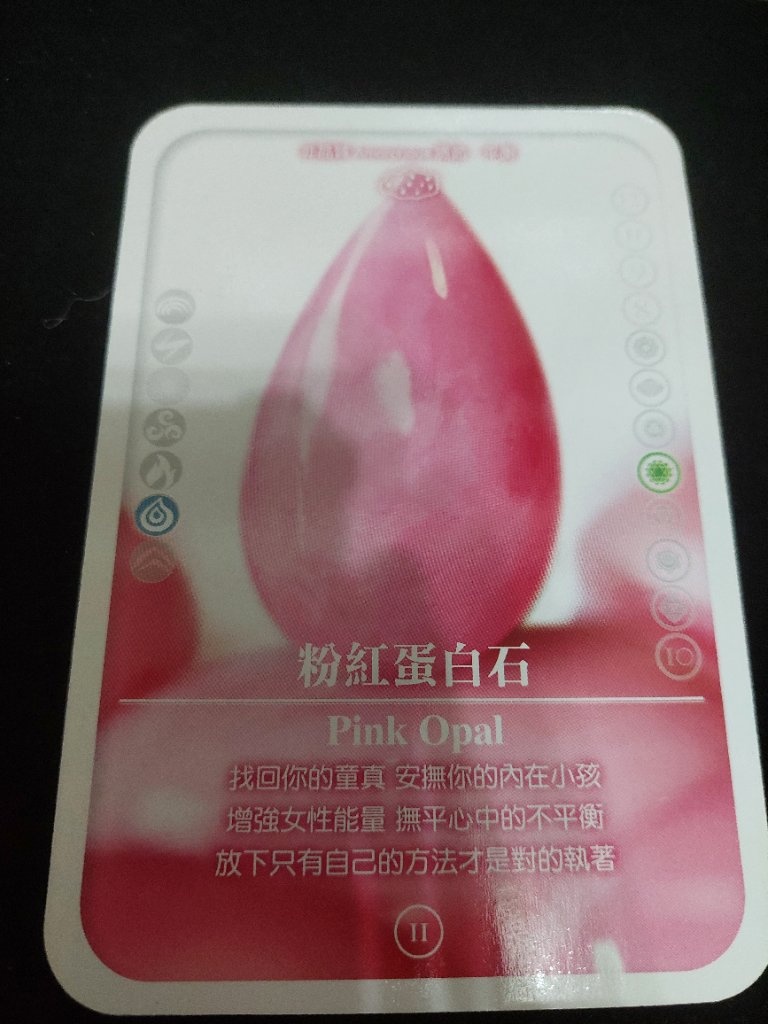 粉紅蛋白石
Pink Opal
找回你的童真 安撫你的內在小孩
增強女性能量 撫平心中的不平衡
放下只有自己的方法才是對的執著
10
11